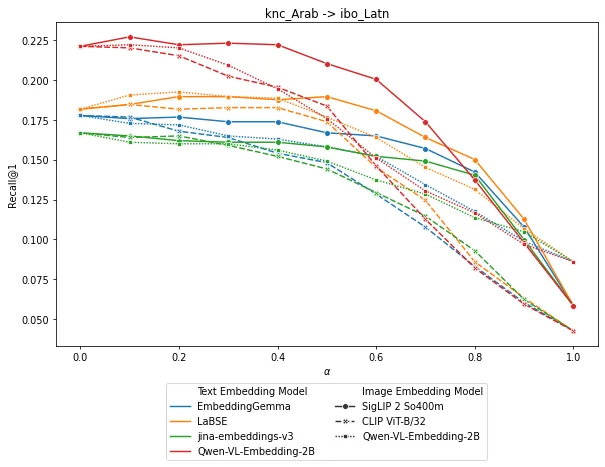 knc_Arab -> ibo_Latn
Recall@1
0.225
0.200
0.175
0.150
0.125
0.100
0.075
0.050
0.0 0.2 0.4 0.6 0.8 1.0
α
Text Embedding Model
EmbeddingGemma
LaBSE
jina-embeddings-v3
Qwen-VL-Embedding-2B
Image Embedding Model
SigLIP 2 So400m
CLIP ViT-B/32
Qwen-VL-Embedding-2B